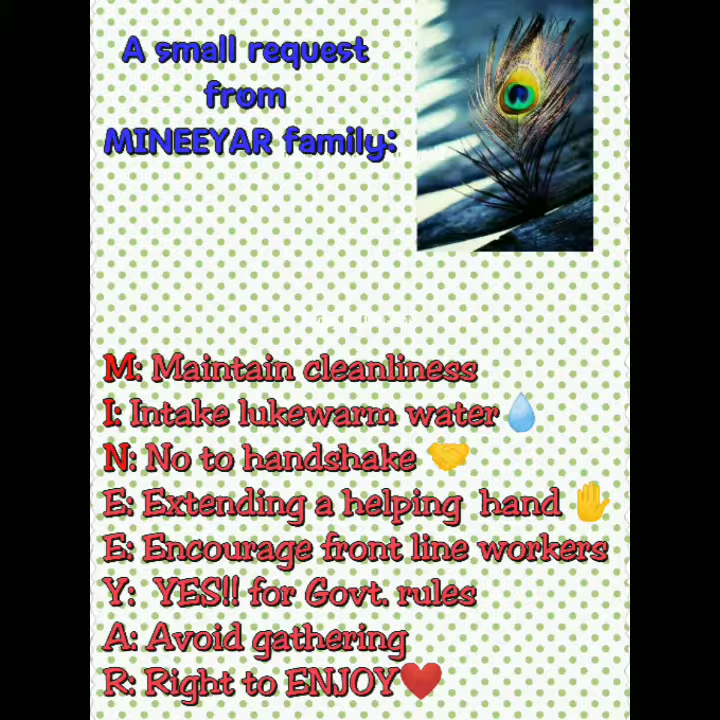 A small request
from
MINEEYAR family:
M: Maintain cleanliness
I: Intake lukewarm water💧
N: No to handshake 🤝
E: Extending a helping hand ✋
E: Encourage front line workers
Y: YES!! for Govt. rules
A: Avoid gathering
R: Right to ENJOY❤️